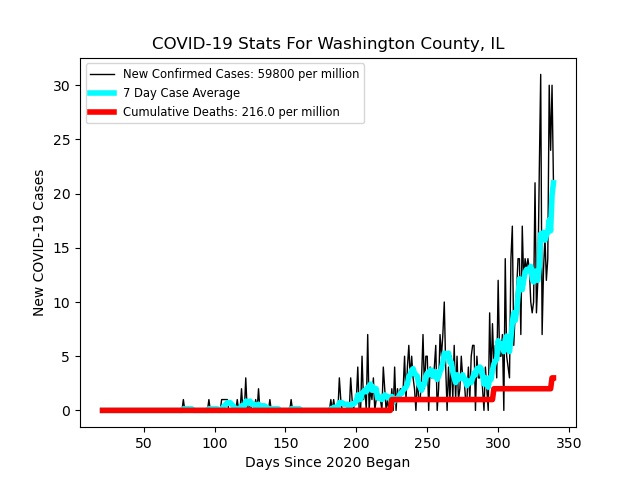 COVID-19 Stats For Washington County, IL
New Confirmed Cases: 59800 per million
7 Day Case Average
Cumulative Deaths: 216.0 per million
New COVID-19 Cases
30
25
20
15
10
5
0
50
100
150
200
250
300
350
Days Since 2020 Began